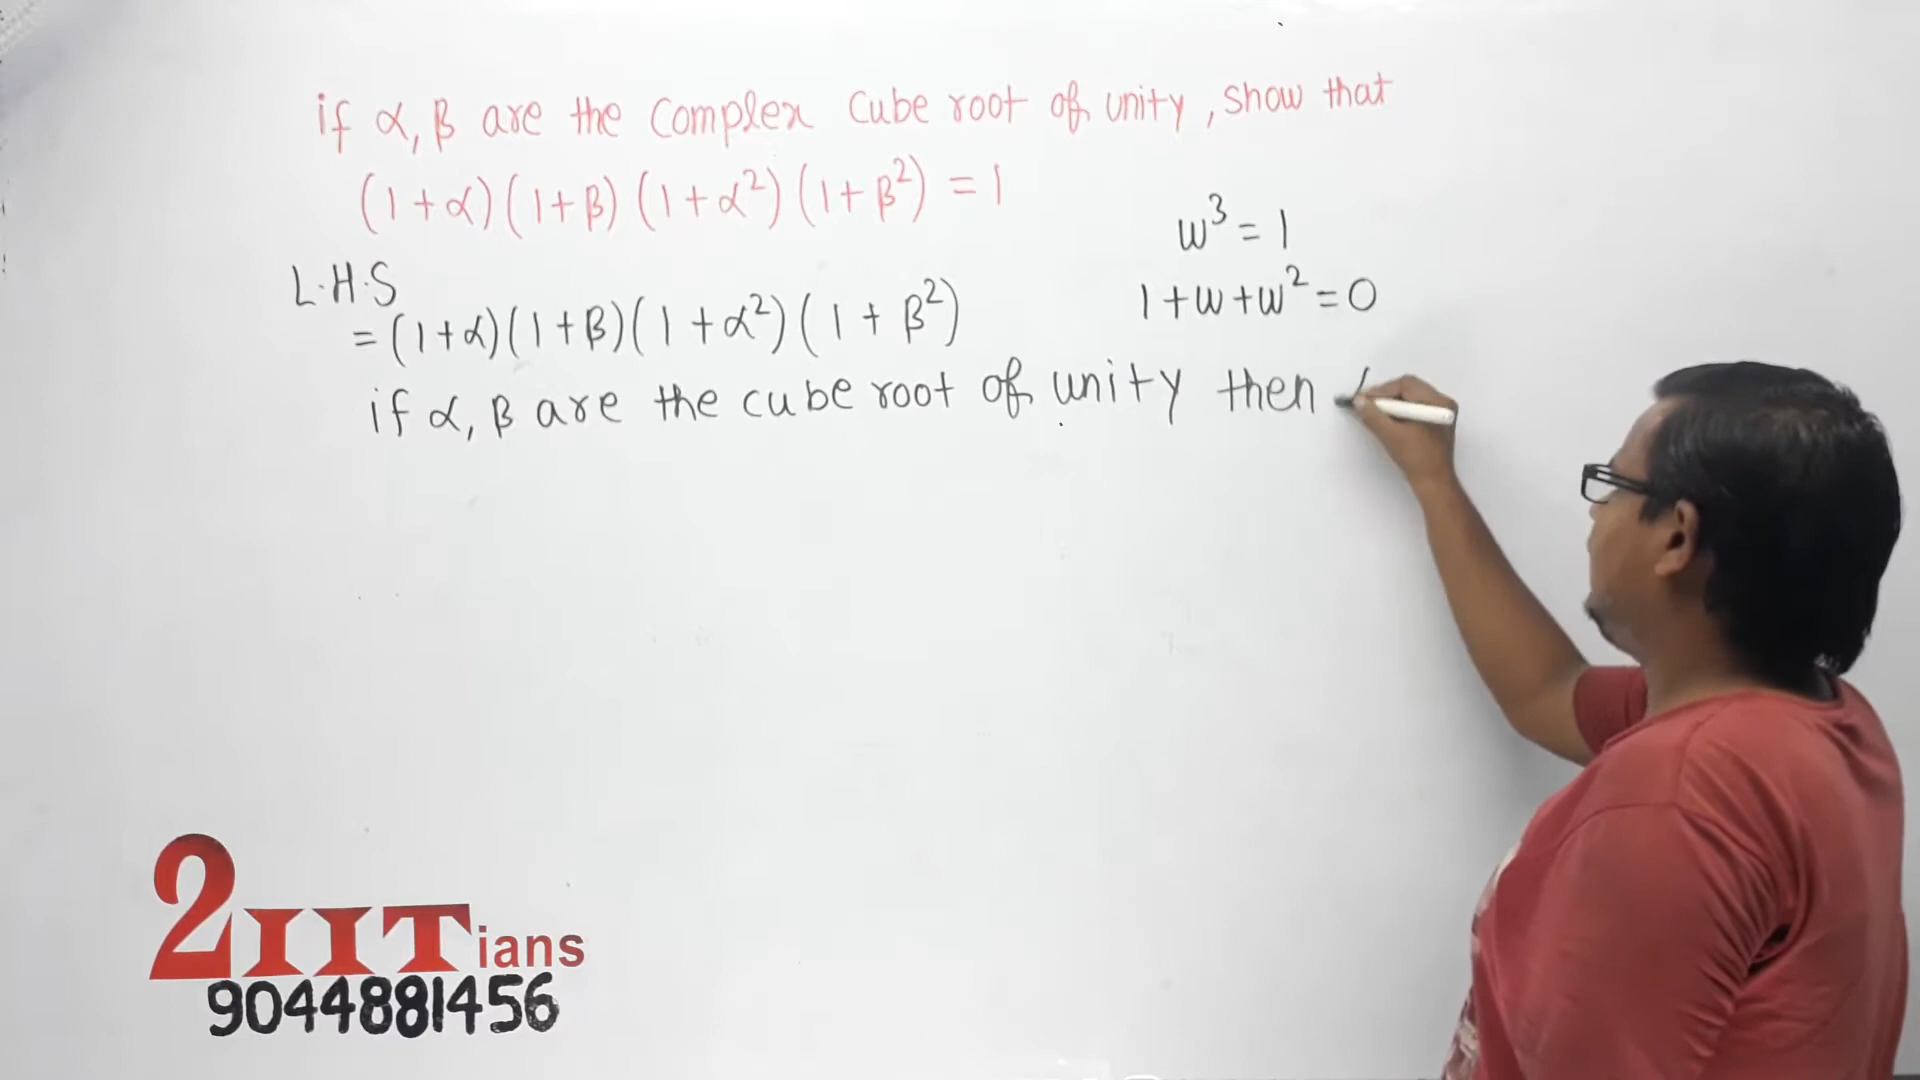 if α, β are the complex cube root of unity, show that
(1+α)(1+β)(1+α²)(1+β²) = 1
w³ = 1
L.H.S
1+w+w²=0
=(1+α)(1+β)(1+α²)(1+β²)
if α, β are the cube root of unity then
2IITians
9044881456